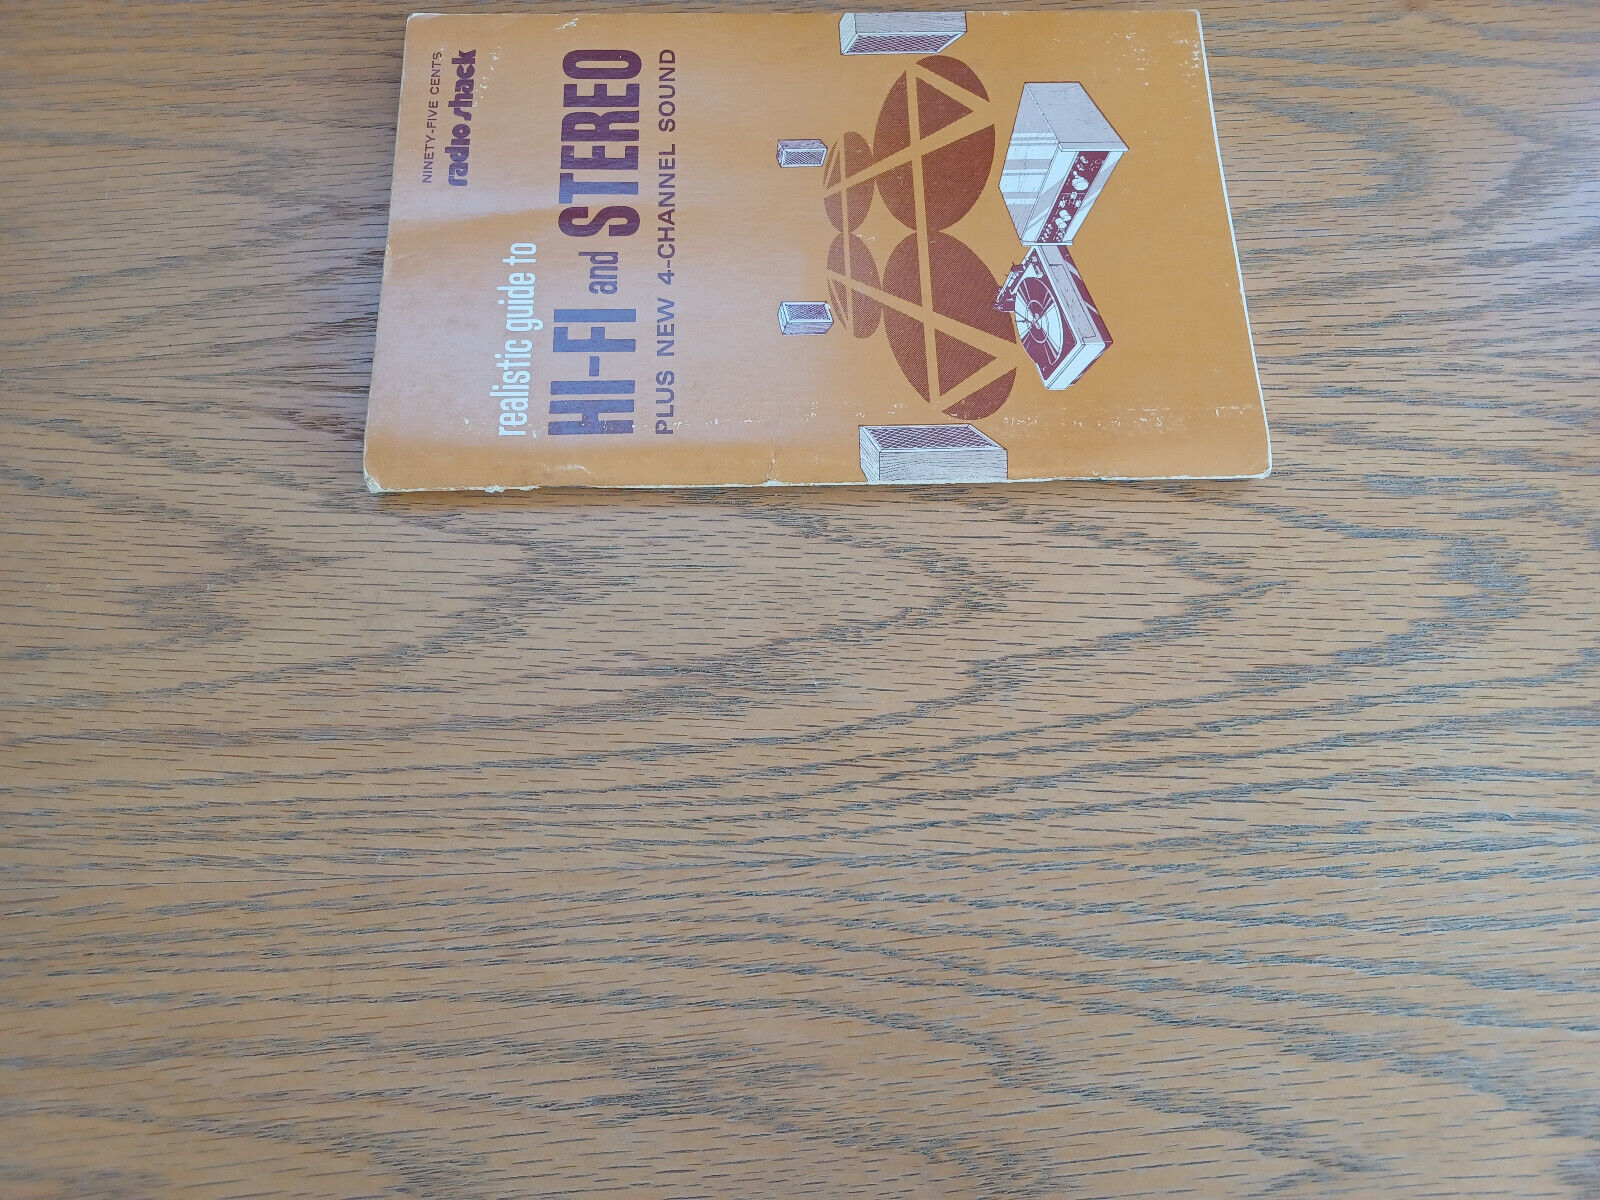 NINETY-FIVE CENTS
radio shack
realistic guide to
HI-FI and STEREO
PLUS NEW 4-CHANNEL SOUND